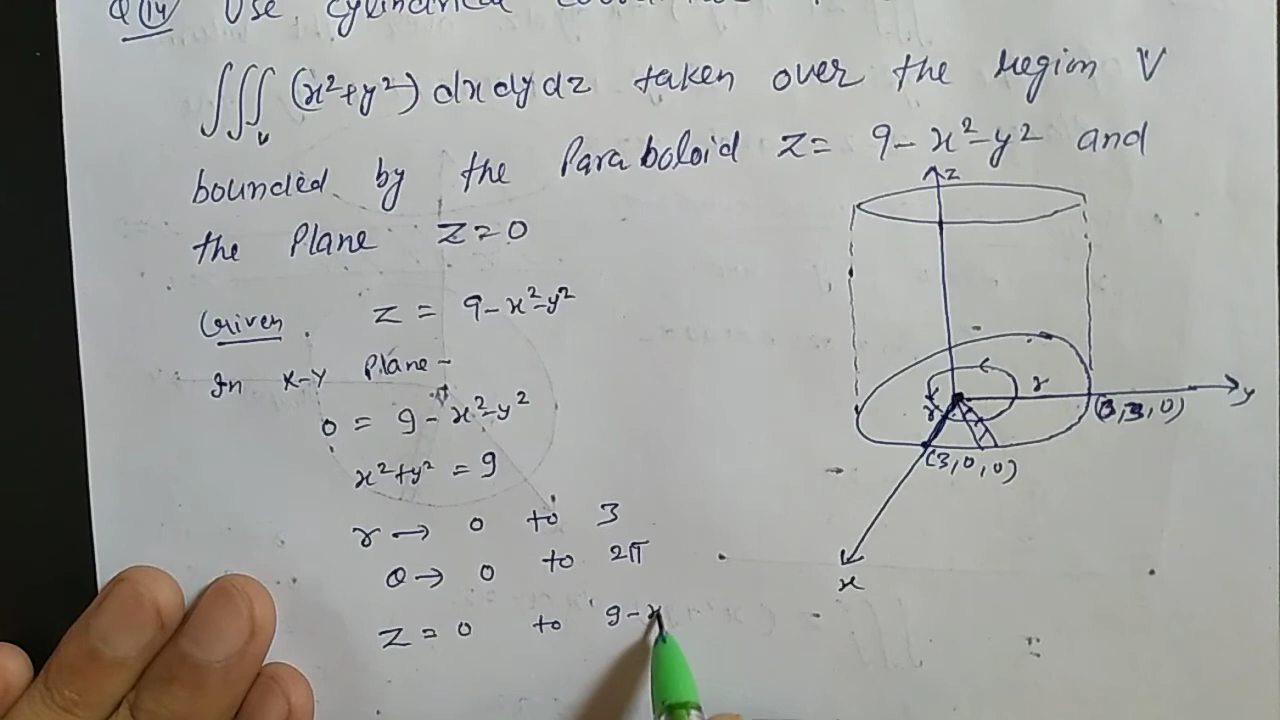 Q(14) Use Cylindrical
∫∫∫_V (x²+y²) dx dy dz taken over the region V
bounded by the Paraboloid z = 9-x²-y² and
the Plane z=0
Given. z = 9-x²-y²
In X-Y Plane -
0 = 9-x²-y²
x²+y² = 9
r → 0 to 3
θ → 0 to 2π
z = 0 to 9-x
z
r
y
r
(0,3,0)
(3,0,0)
x